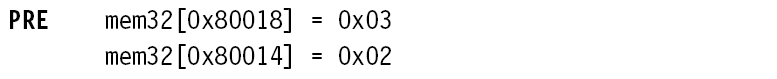 PRE mem32[0x80018] = 0x03
mem32[0x80014] = 0x02